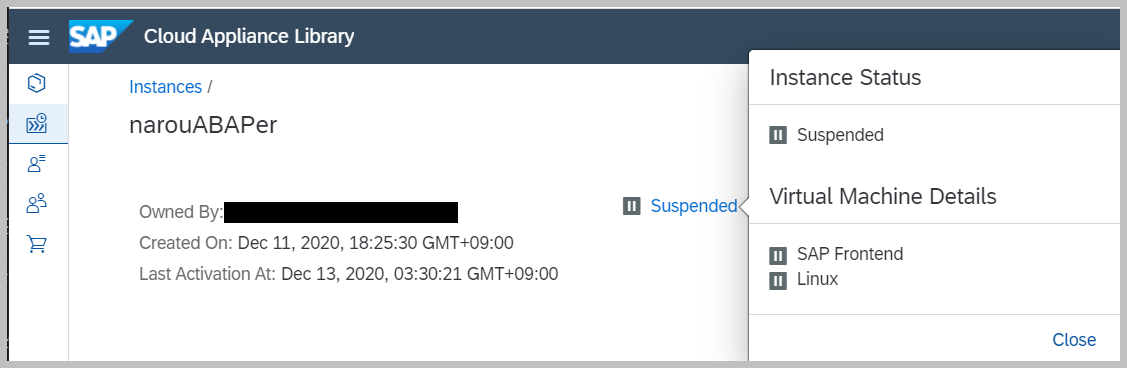 SAP Cloud Appliance Library
Instances /
narouABAPer
Owned By:
Created On: Dec 11, 2020, 18:25:30 GMT+09:00
Last Activation At: Dec 13, 2020, 03:30:21 GMT+09:00
Suspended
Instance Status
Suspended
Virtual Machine Details
SAP Frontend
Linux
Close